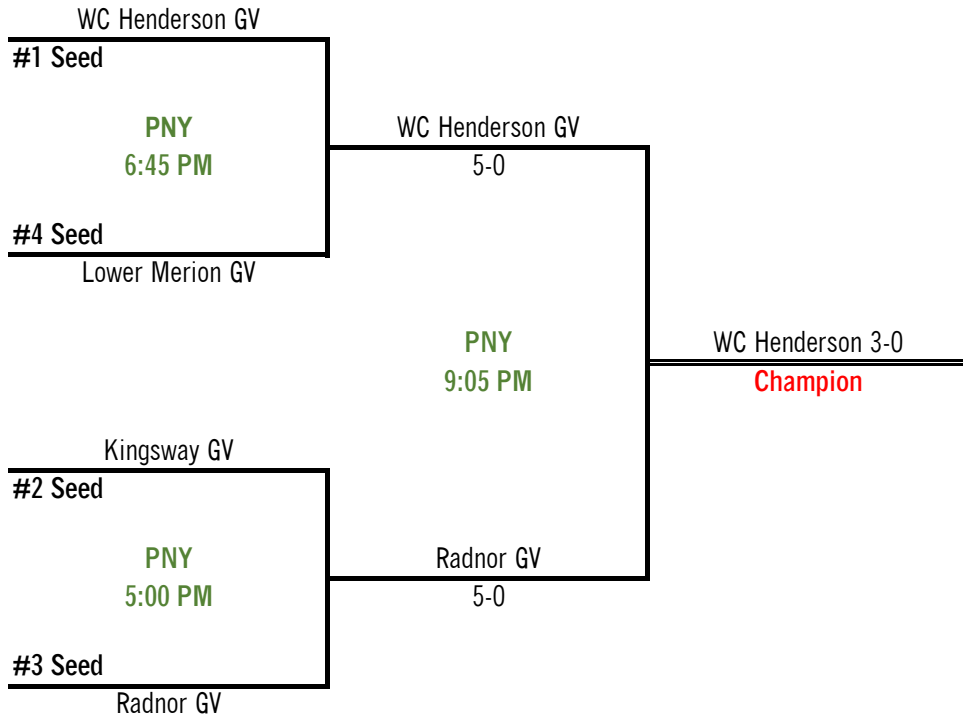 WC Henderson GV
#1 Seed
PNY
6:45 PM
#4 Seed
Lower Merion GV
WC Henderson GV
5-0
Kingsway GV
#2 Seed
PNY
5:00 PM
#3 Seed
Radnor GV
Radnor GV
5-0
PNY
9:05 PM
WC Henderson 3-0
Champion